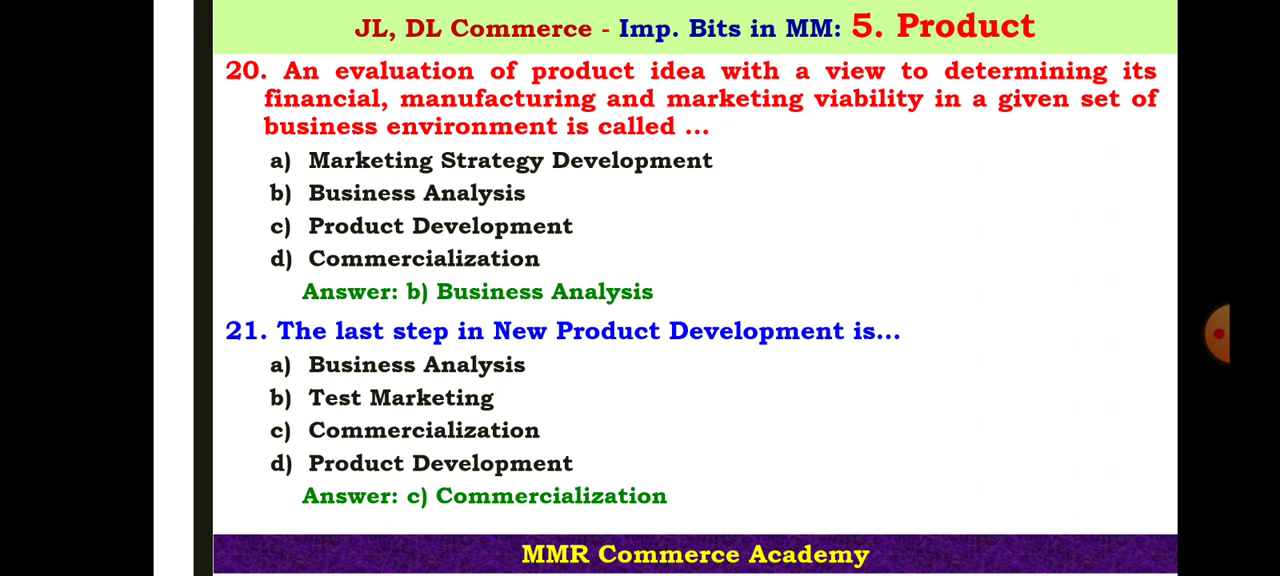 JL, DL Commerce - Imp. Bits in MM: 5. Product
20. An evaluation of product idea with a view to determining its
financial, manufacturing and marketing viability in a given set of
business environment is called ...
a) Marketing Strategy Development
b) Business Analysis
c) Product Development
d) Commercialization
Answer: b) Business Analysis
21. The last step in New Product Development is...
a) Business Analysis
b) Test Marketing
c) Commercialization
d) Product Development
Answer: c) Commercialization
MMR Commerce Academy